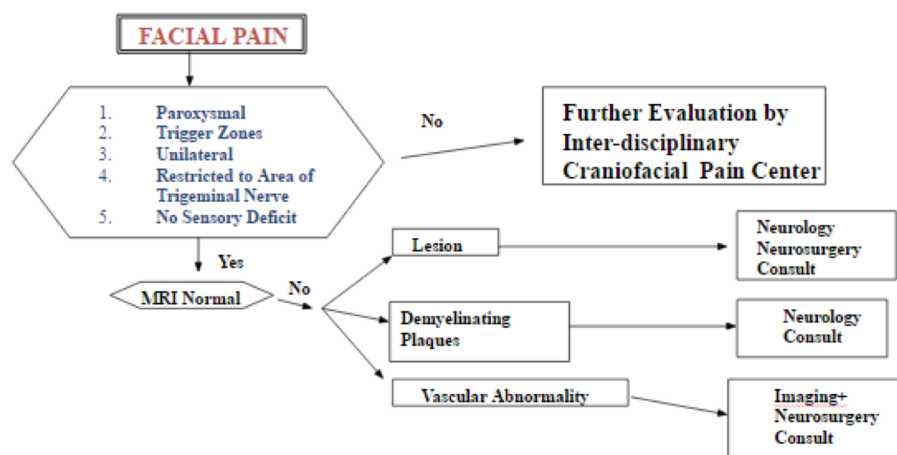 FACIAL PAIN
1. Paroxysmal
2. Trigger Zones
3. Unilateral
4. Restricted to Area of
Trigeminal Nerve
5. No Sensory Deficit
No
Further Evaluation by
Inter-disciplinary
Craniofacial Pain Center
Yes
MRI Normal
No
Lesion
Neurology
Neurosurgery
Consult
Demyelinating
Plaques
Neurology
Consult
Vascular Abnormality
Imaging+
Neurosurgery
Consult